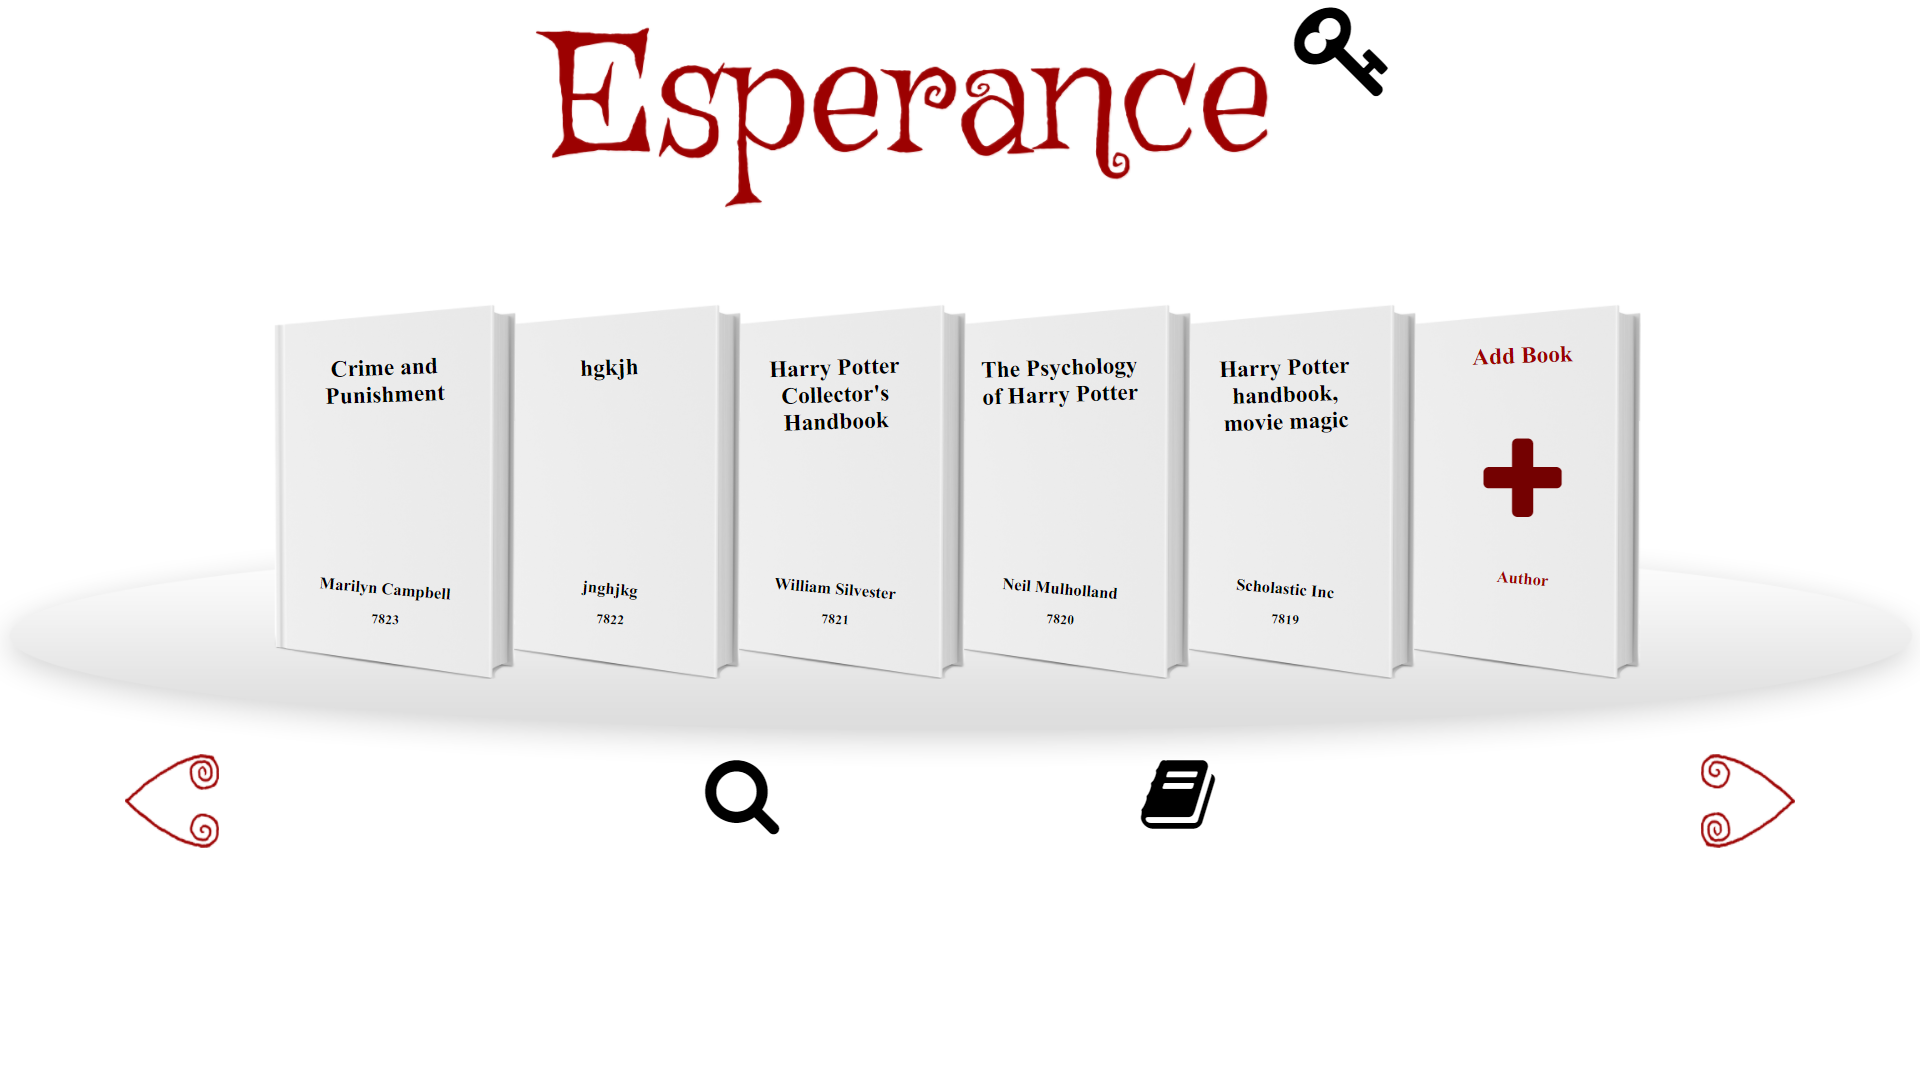 Esperance
Crime and
Punishment
Marilyn Campbell
7823
hgkjh
jnghjkg
7822
Harry Potter
Collector's
Handbook
William Silvester
7821
The Psychology
of Harry Potter
Neil Mulholland
7820
Harry Potter
handbook,
movie magic
Scholastic Inc
7819
Add Book
Author